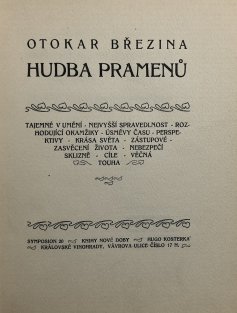 OTOKAR BŘEZINA
HUDBA PRAMENŮ
TAJEMNÉ V UMĚNÍ · NEJVYŠŠÍ SPRAVEDLNOST · ROZ-
HODUJÍCÍ OKAMŽIKY · ÚSMĚVY ČASU · PERSPE-
KTIVY · KRÁSA SVĚTA · ZÁSTUPOVÉ ·
ZASVĚCENÍ ŽIVOTA · NEBEZPEČÍ
SKLIZNĚ · CÍLE · VĚČNÁ
TOUHA
SYMPOSION 20 KNIHY NOVÉ DOBY HUGO KOSTERKA
KRÁLOVSKÉ VINOHRADY, VÁVROVA ULICE ČÍSLO 17 N.